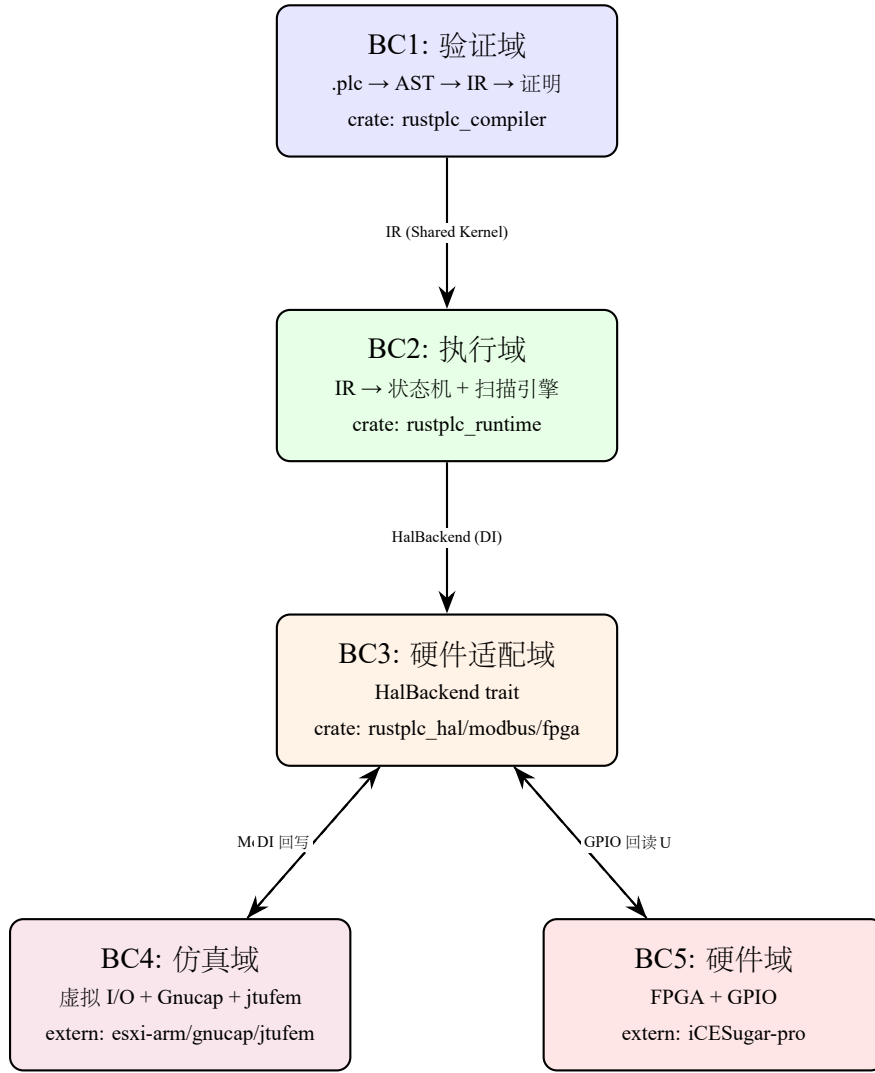 BC1: 验证域
.plc → AST → IR → 证明
crate: rustplc_compiler
IR (Shared Kernel)
BC2: 执行域
IR → 状态机 + 扫描引擎
crate: rustplc_runtime
HalBackend (DI)
BC3: 硬件适配域
HalBackend trait
crate: rustplc_hal/modbus/fpga
DI 回写
GPIO 回读
BC4: 仿真域
虚拟 I/O + Gnucap + jtufem
extern: esxi-arm/gnucap/jtufem
BC5: 硬件域
FPGA + GPIO
extern: iCESugar-pro